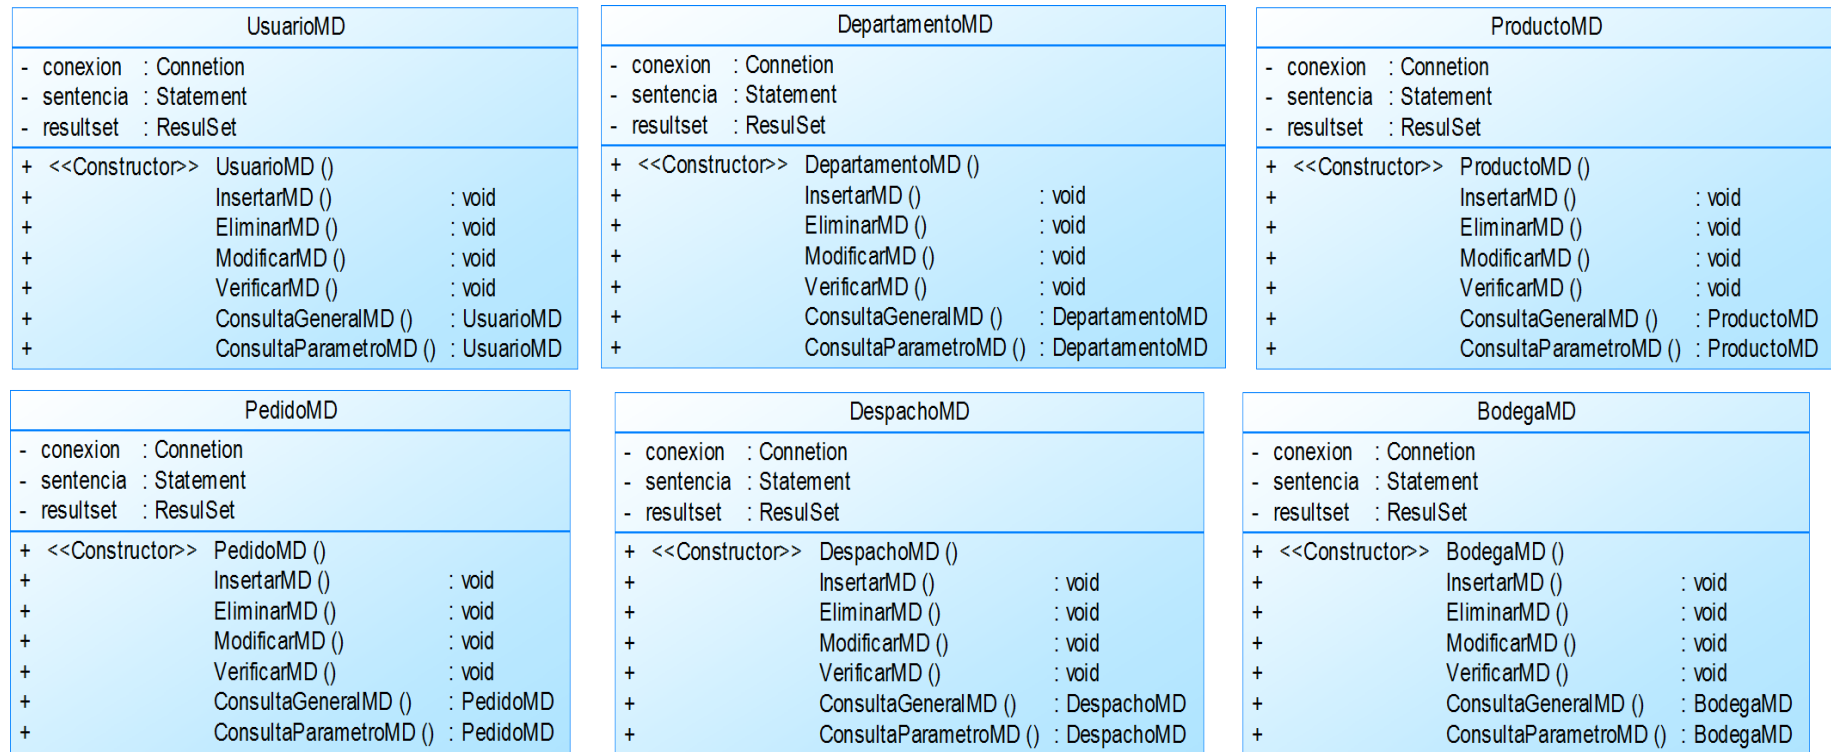 UsuarioMD
- conexion : Connetion
- sentencia : Statement
- resultset : ResulSet
+ <<Constructor>> UsuarioMD ()
+ InsertarMD () : void
+ EliminarMD () : void
+ ModificarMD () : void
+ VerificarMD () : void
+ ConsultaGeneralMD () : UsuarioMD
+ ConsultaParametroMD () : UsuarioMD
DepartamentoMD
- conexion : Connetion
- sentencia : Statement
- resultset : ResulSet
+ <<Constructor>> DepartamentoMD ()
+ InsertarMD () : void
+ EliminarMD () : void
+ ModificarMD () : void
+ VerificarMD () : void
+ ConsultaGeneralMD () : DepartamentoMD
+ ConsultaParametroMD () : DepartamentoMD
ProductoMD
- conexion : Connetion
- sentencia : Statement
- resultset : ResulSet
+ <<Constructor>> ProductoMD ()
+ InsertarMD () : void
+ EliminarMD () : void
+ ModificarMD () : void
+ VerificarMD () : void
+ ConsultaGeneralMD () : ProductoMD
+ ConsultaParametroMD () : ProductoMD
PedidoMD
- conexion : Connetion
- sentencia : Statement
- resultset : ResulSet
+ <<Constructor>> PedidoMD ()
+ InsertarMD () : void
+ EliminarMD () : void
+ ModificarMD () : void
+ VerificarMD () : void
+ ConsultaGeneralMD () : PedidoMD
+ ConsultaParametroMD () : PedidoMD
DespachoMD
- conexion : Connetion
- sentencia : Statement
- resultset : ResulSet
+ <<Constructor>> DespachoMD ()
+ InsertarMD () : void
+ EliminarMD () : void
+ ModificarMD () : void
+ VerificarMD () : void
+ ConsultaGeneralMD () : DespachoMD
+ ConsultaParametroMD () : DespachoMD
BodegaMD
- conexion : Connetion
- sentencia : Statement
- resultset : ResulSet
+ <<Constructor>> BodegaMD ()
+ InsertarMD () : void
+ EliminarMD () : void
+ ModificarMD () : void
+ VerificarMD () : void
+ ConsultaGeneralMD () : BodegaMD
+ ConsultaParametroMD () : BodegaMD